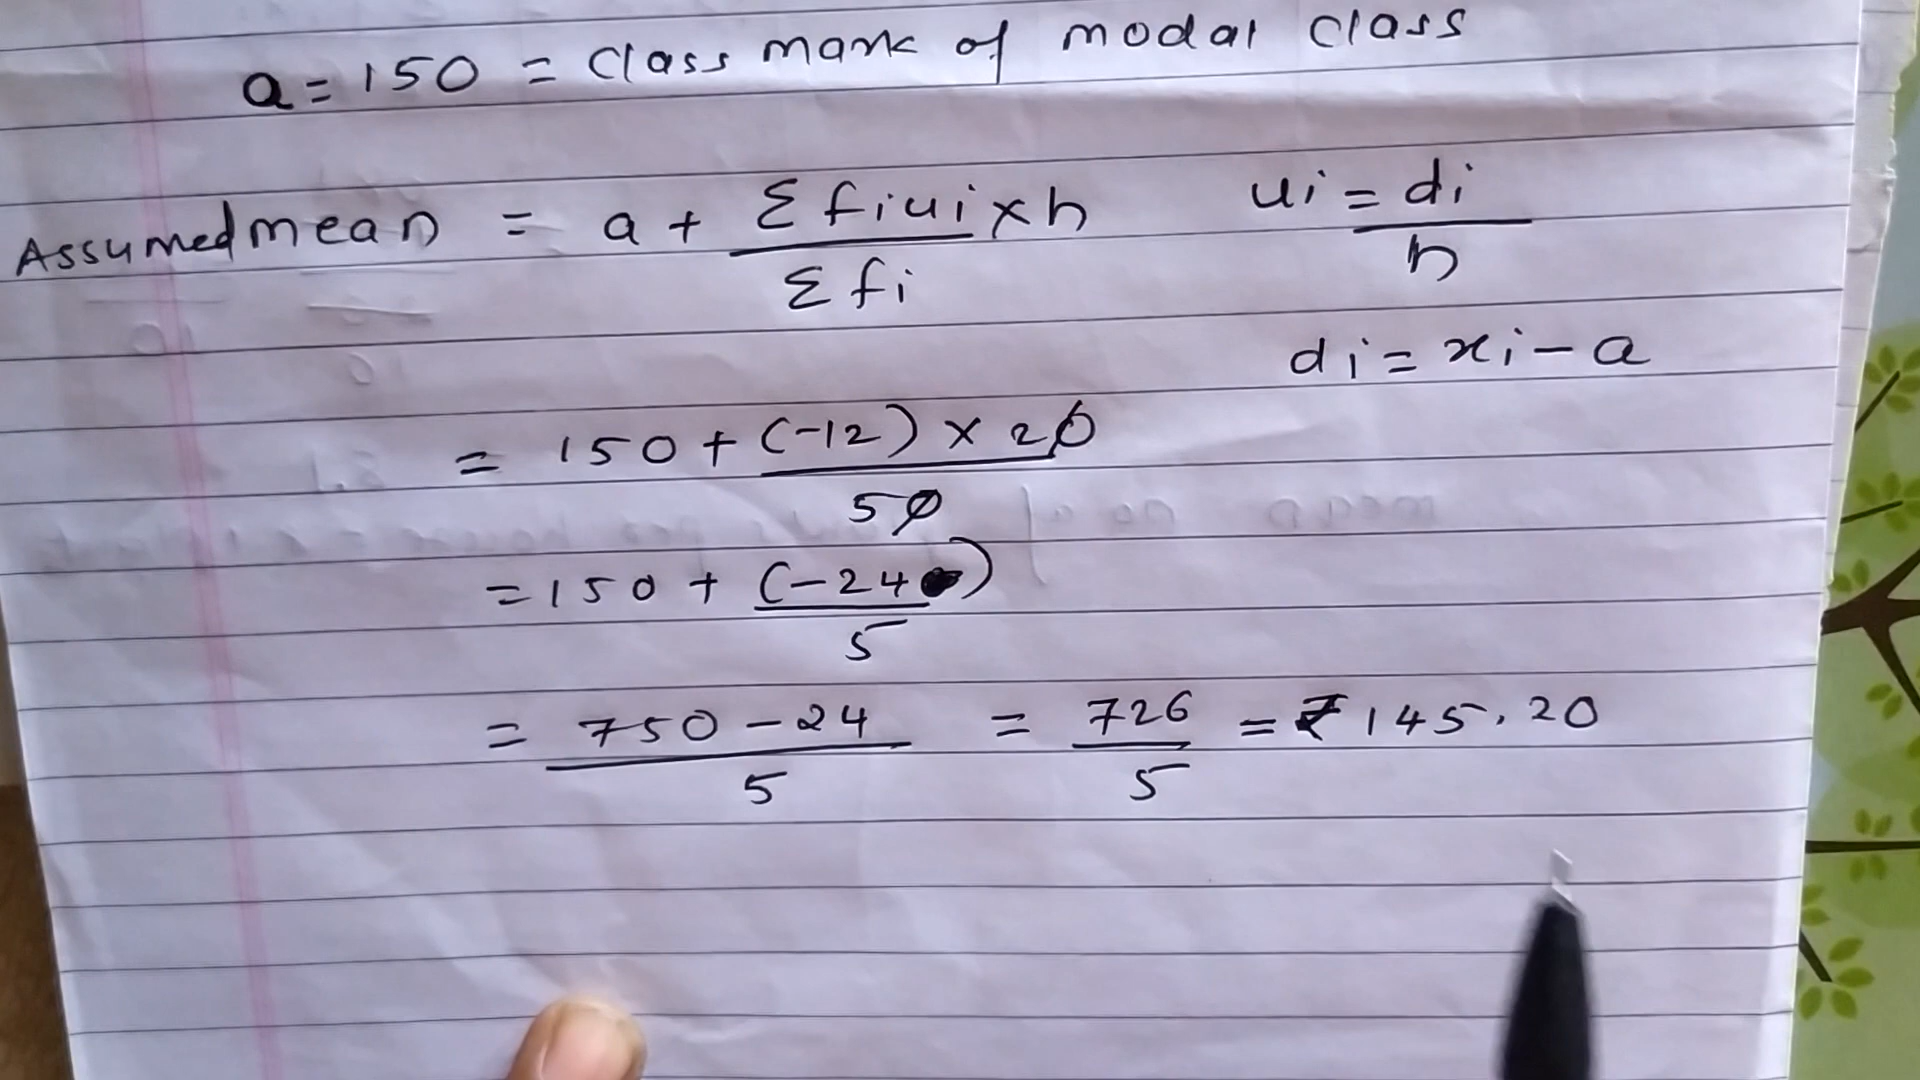 a = 150 = class mark of modal class
Assumed mean = a + Σfiui × h ui = di
Σfi h
di = xi - a
= 150 + (-12) × 20
50
= 150 + (-24)
5
= 750 - 24 = 726 = ₹145.20
5 5